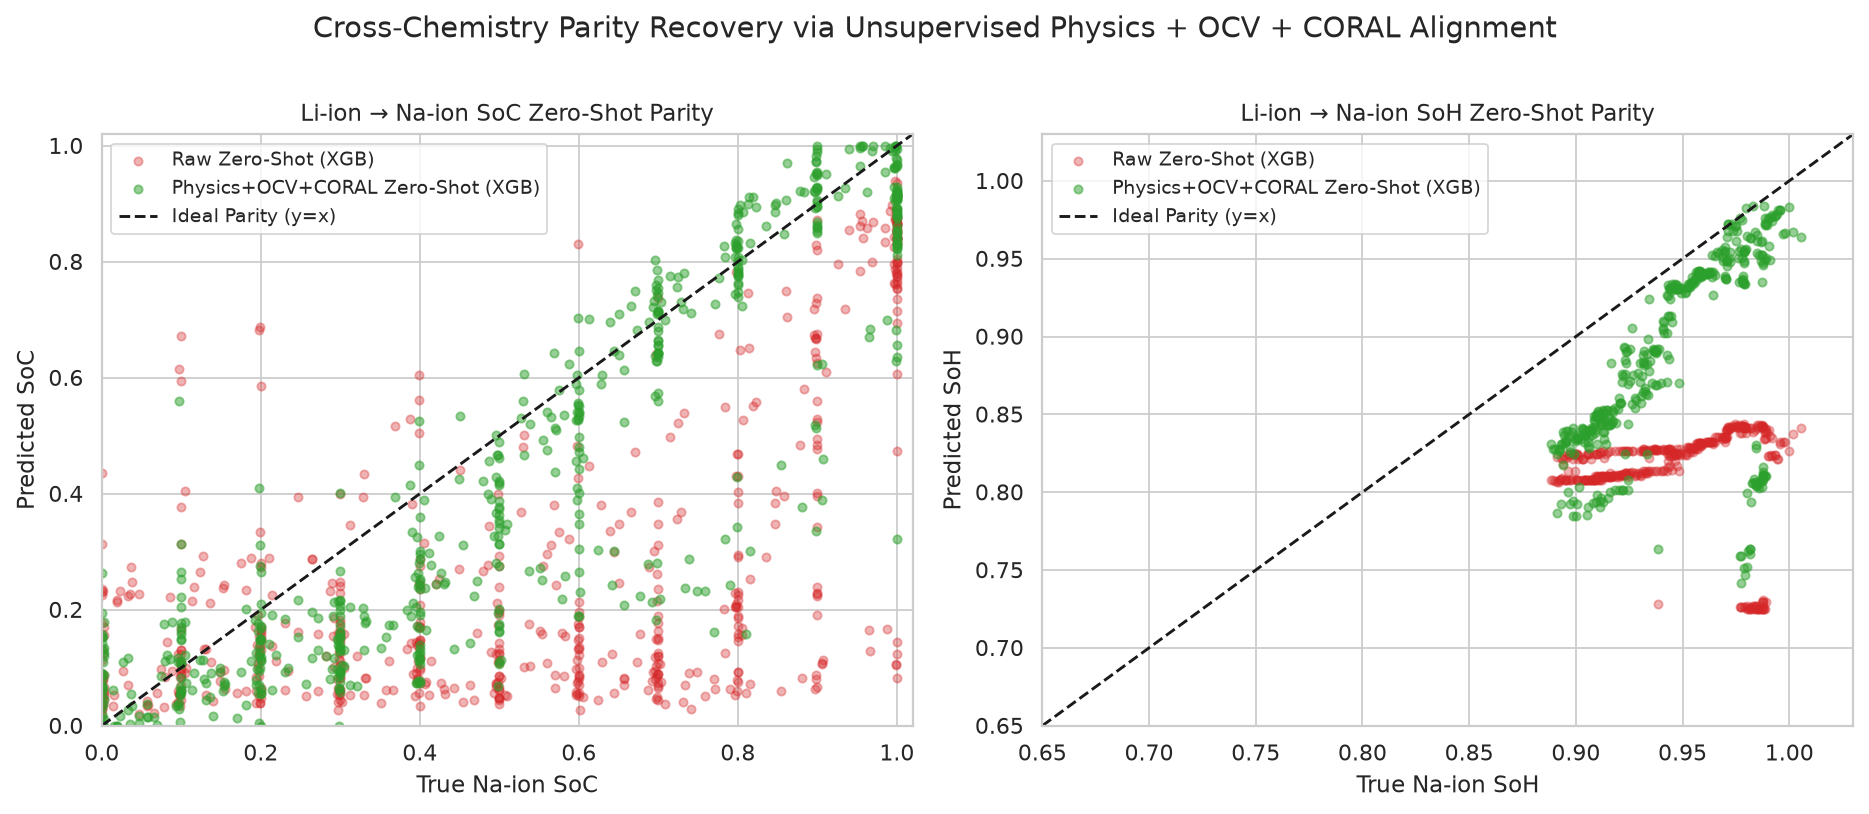 Cross-Chemistry Parity Recovery via Unsupervised Physics + OCV + CORAL Alignment
Li-ion → Na-ion SoC Zero-Shot Parity
Raw Zero-Shot (XGB)
Physics+OCV+CORAL Zero-Shot (XGB)
Ideal Parity (y=x)
Predicted SoC
1.0
0.8
0.6
0.4
0.2
0.0
0.0 0.2 0.4 0.6 0.8 1.0
True Na-ion SoC
Li-ion → Na-ion SoH Zero-Shot Parity
Raw Zero-Shot (XGB)
Physics+OCV+CORAL Zero-Shot (XGB)
Ideal Parity (y=x)
Predicted SoH
1.00
0.95
0.90
0.85
0.80
0.75
0.70
0.65
0.65 0.70 0.75 0.80 0.85 0.90 0.95 1.00
True Na-ion SoH